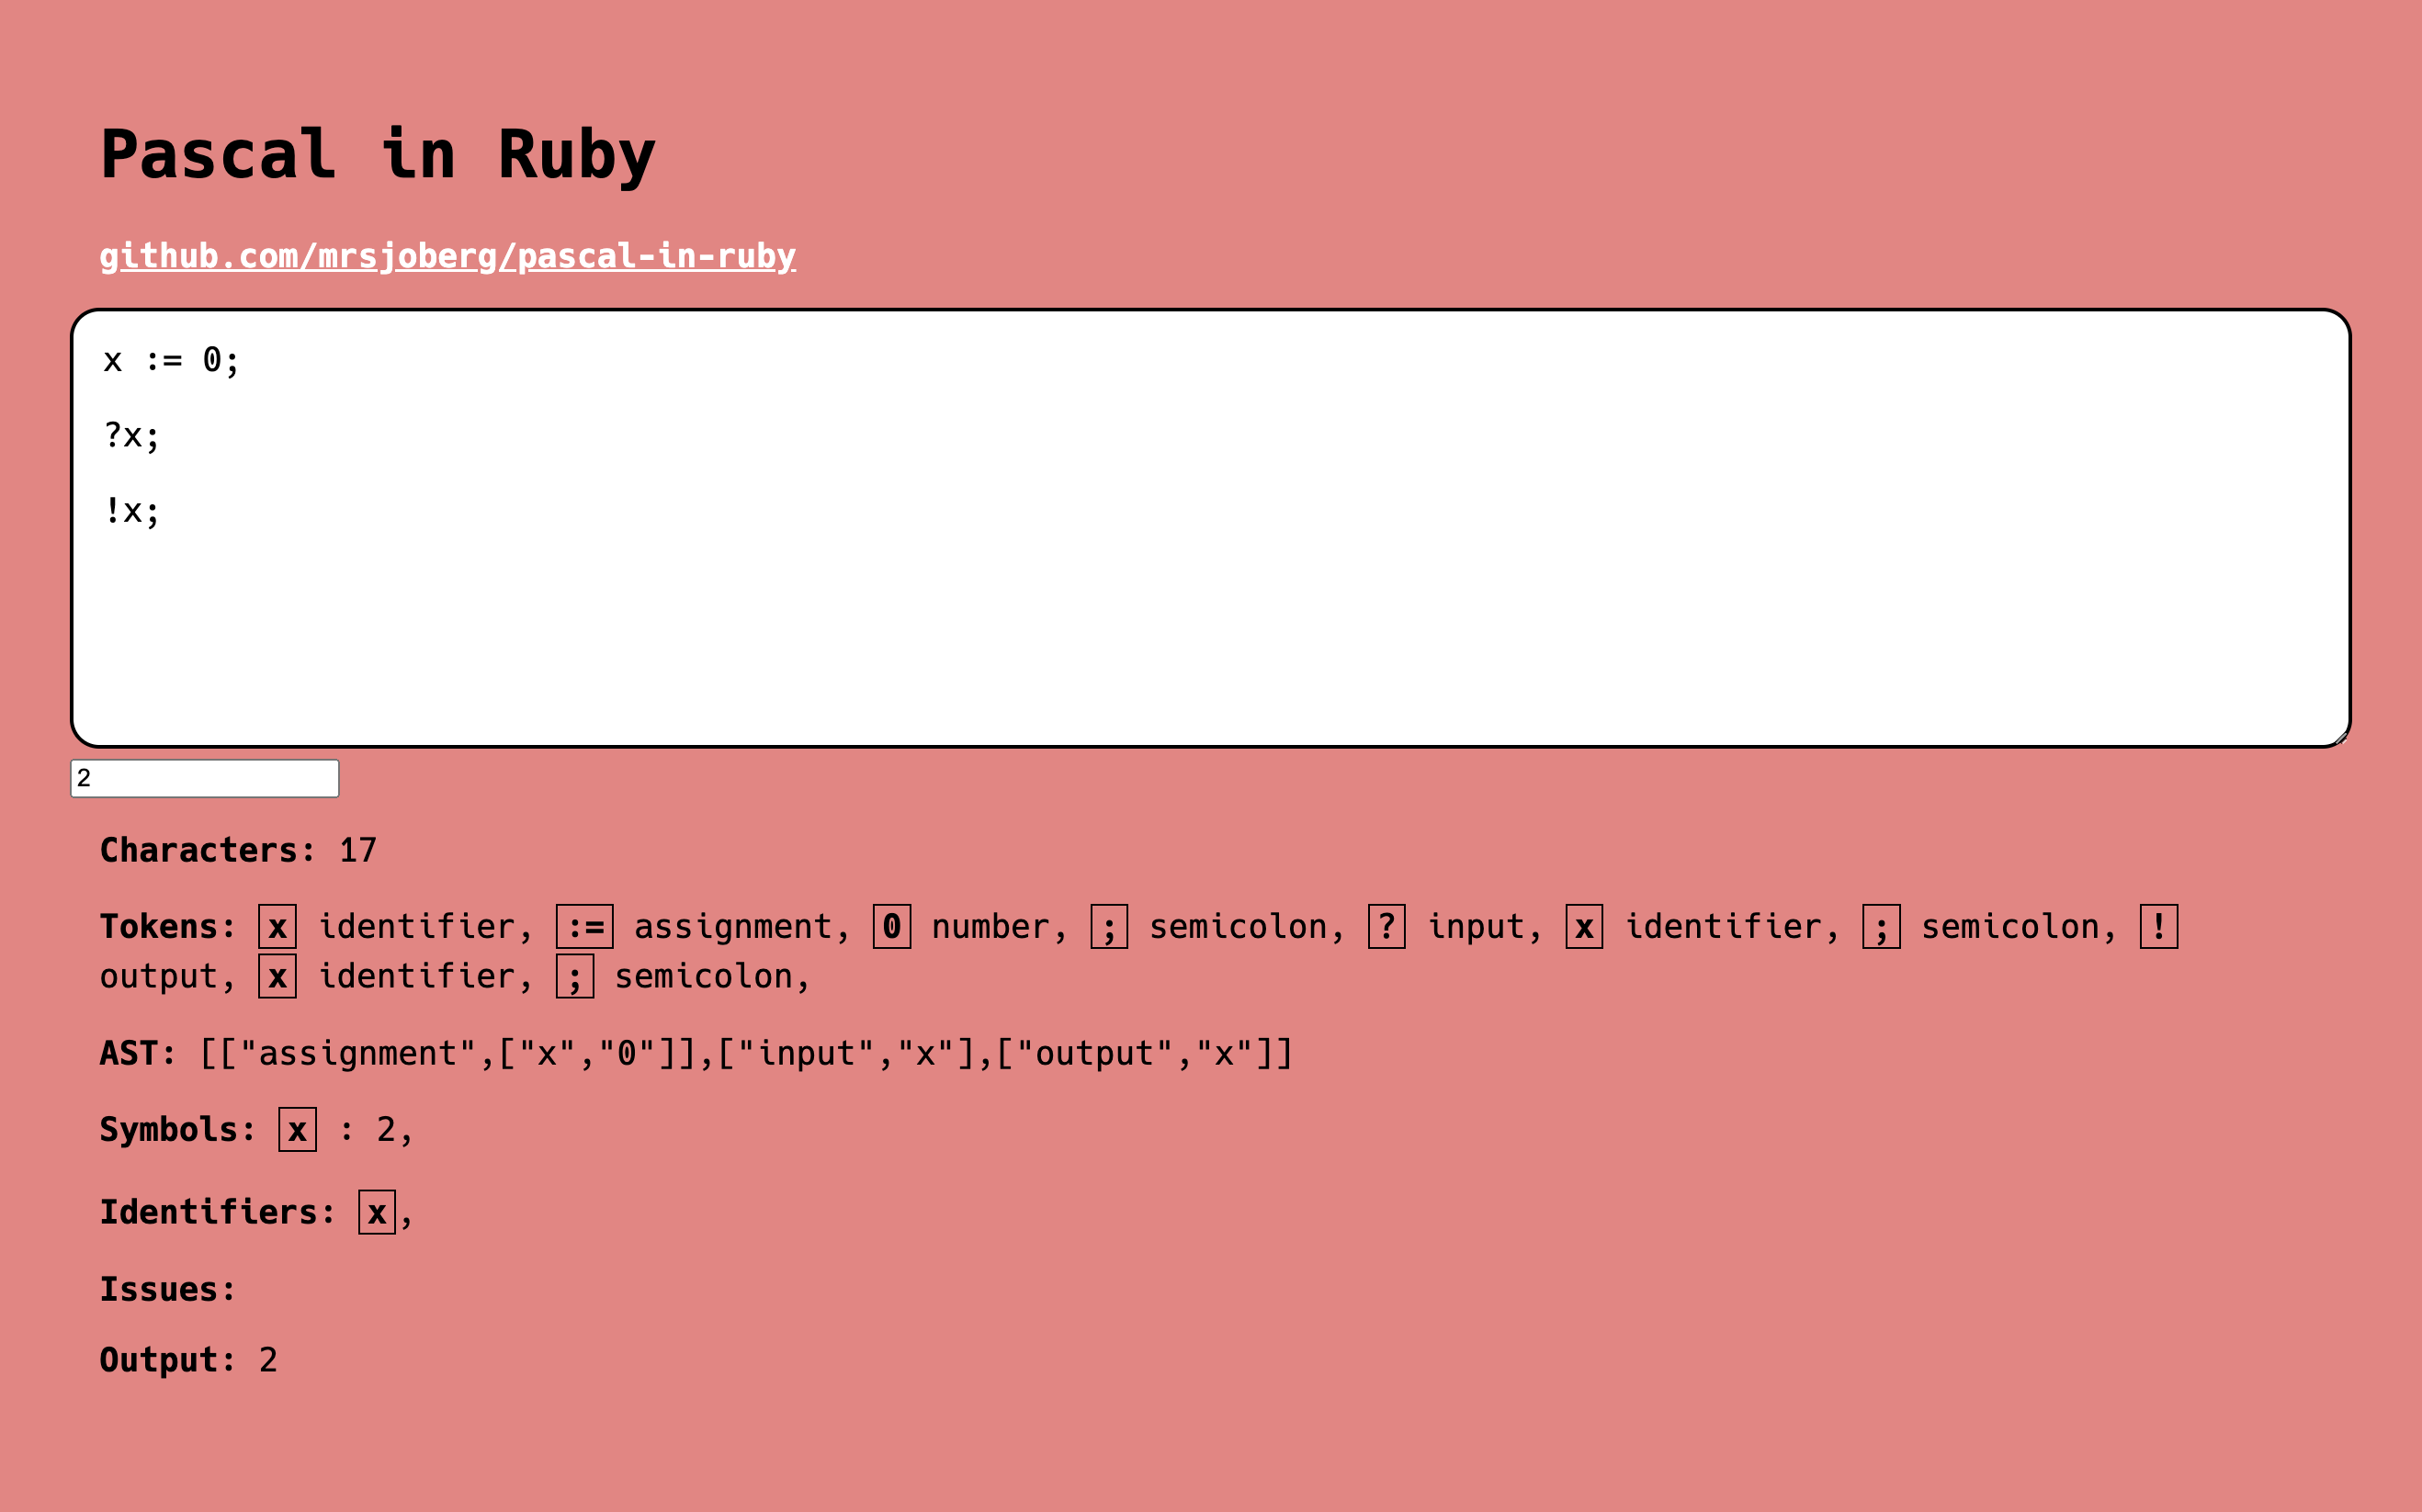 Pascal in Ruby
github.com/mrsjoberg/pascal-in-ruby
x := 0;
?x;
!x;
2
Characters: 17
Tokens: x identifier, := assignment, 0 number, ; semicolon, ? input, x identifier, ; semicolon, !
output, x identifier, ; semicolon,
AST: [["assignment",["x","0"]],["input","x"],["output","x"]]
Symbols: x : 2,
Identifiers: x,
Issues:
Output: 2